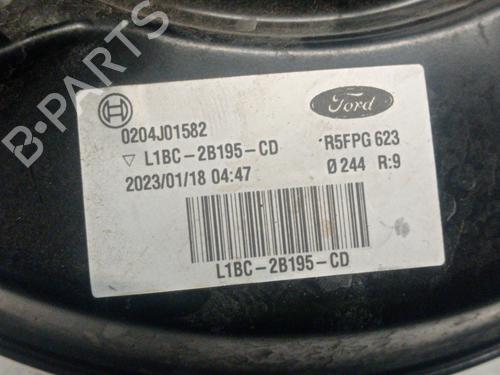 B-PARTS
Ford
0204J01582
R5FPG 623
▽ L1BC-2B195-CD
2023/01/18 04:47
Ø 244 R:9
L1BC-2B195-CD